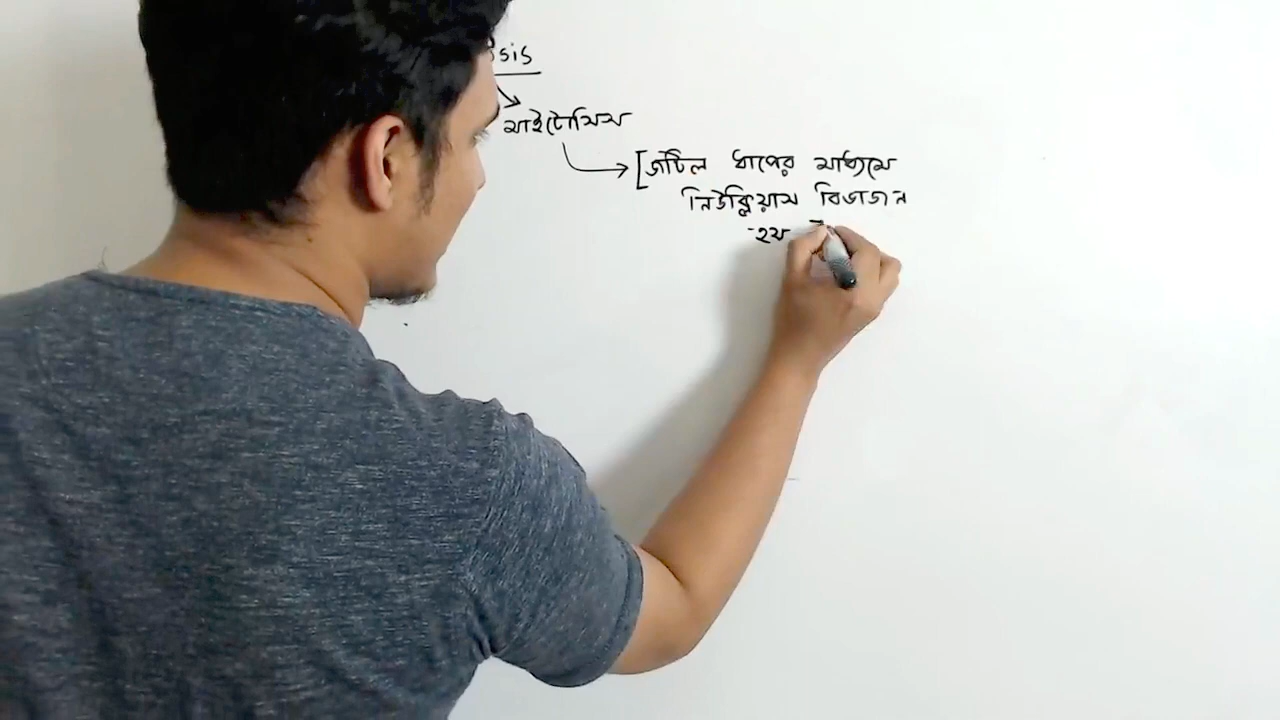 sis
মাইটোসিস
[জটিল ধাপের মাধ্যমে
নিউক্লিয়াস বিভাজন
হয়